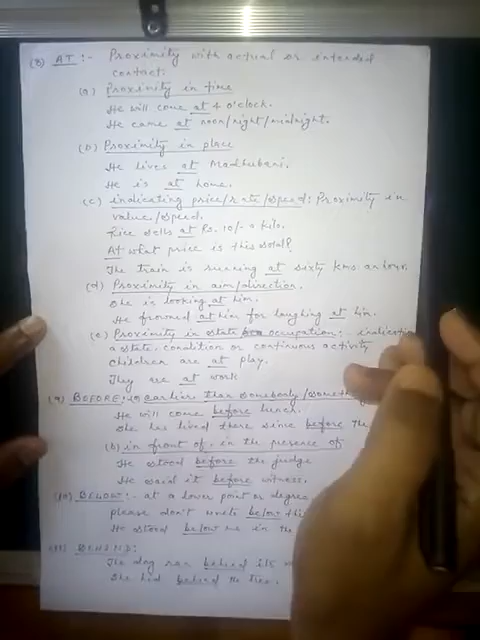 (8) AT :- Proximity with actual or intended
contact.
(a) Proximity in time
He will come at 4 o'clock.
He came at noon/night/midnight.
(b) Proximity in place
He lives at Madhubani.
He is at home.
(c) indicating price/rate/speed: Proximity in
value/speed.
Rice sells at Rs. 10/- a kilo.
At what price is this sold?
The train is running at sixty kms an hour.
(d) Proximity in aim/direction.
She is looking at him.
He frowned at him for laughing at him.
(e) Proximity in state occupation:- indicating
a state, condition or continuous activity
Children are at play.
They are at work
(9) BEFORE: (a) earlier than somebody/
He will come before lunch.
She has lived there since before the
(b) in front of, in the presence of
He stood before the judge
He said it before witness.
(10) BELOW:- at a lower point or degree
please don't write below this
He stood below me in the
(11) BEHIND:
The dog ran behind its
She hid behind the tree.